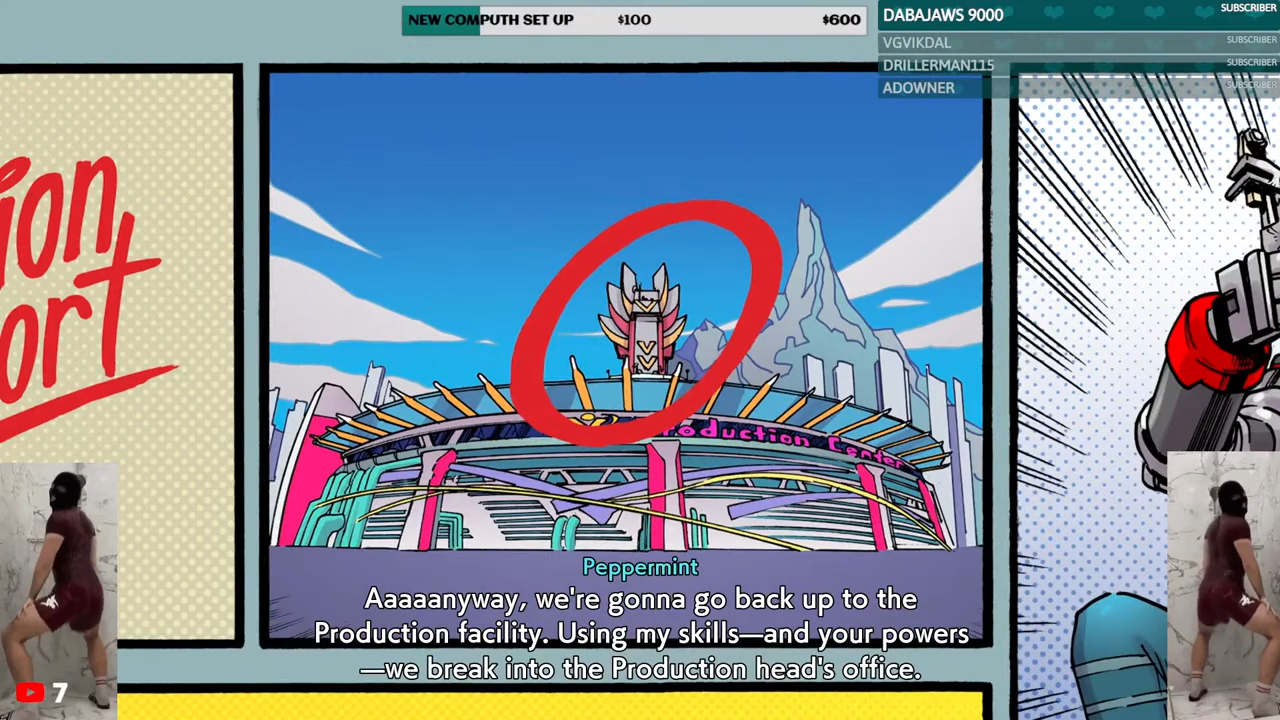 NEW COMPUTH SET UP $100 $600
DABAJAWS 9000 SUBSCRIBER
VGVIKDAL SUBSCRIBER
DRILLERMAN115 SUBSCRIBER
ADOWNER SUBSCRIBER
ion
ort
Production Center
Peppermint
Aaaaanyway, we're gonna go back up to the
Production facility. Using my skills—and your powers
—we break into the Production head's office.
7